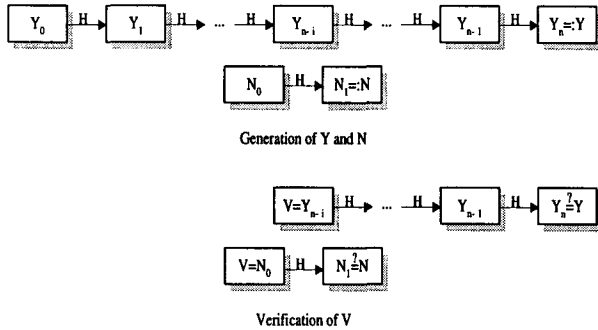 Y₀ H Y₁ H ... H Yₙ₋ᵢ H ... H Yₙ₋₁ H Yₙ=:Y
N₀ H N₁=:N
Generation of Y and N
V=Yₙ₋ᵢ H ... H Yₙ₋₁ H Yₙ≟Y
V=N₀ H N₁≟N
Verification of V